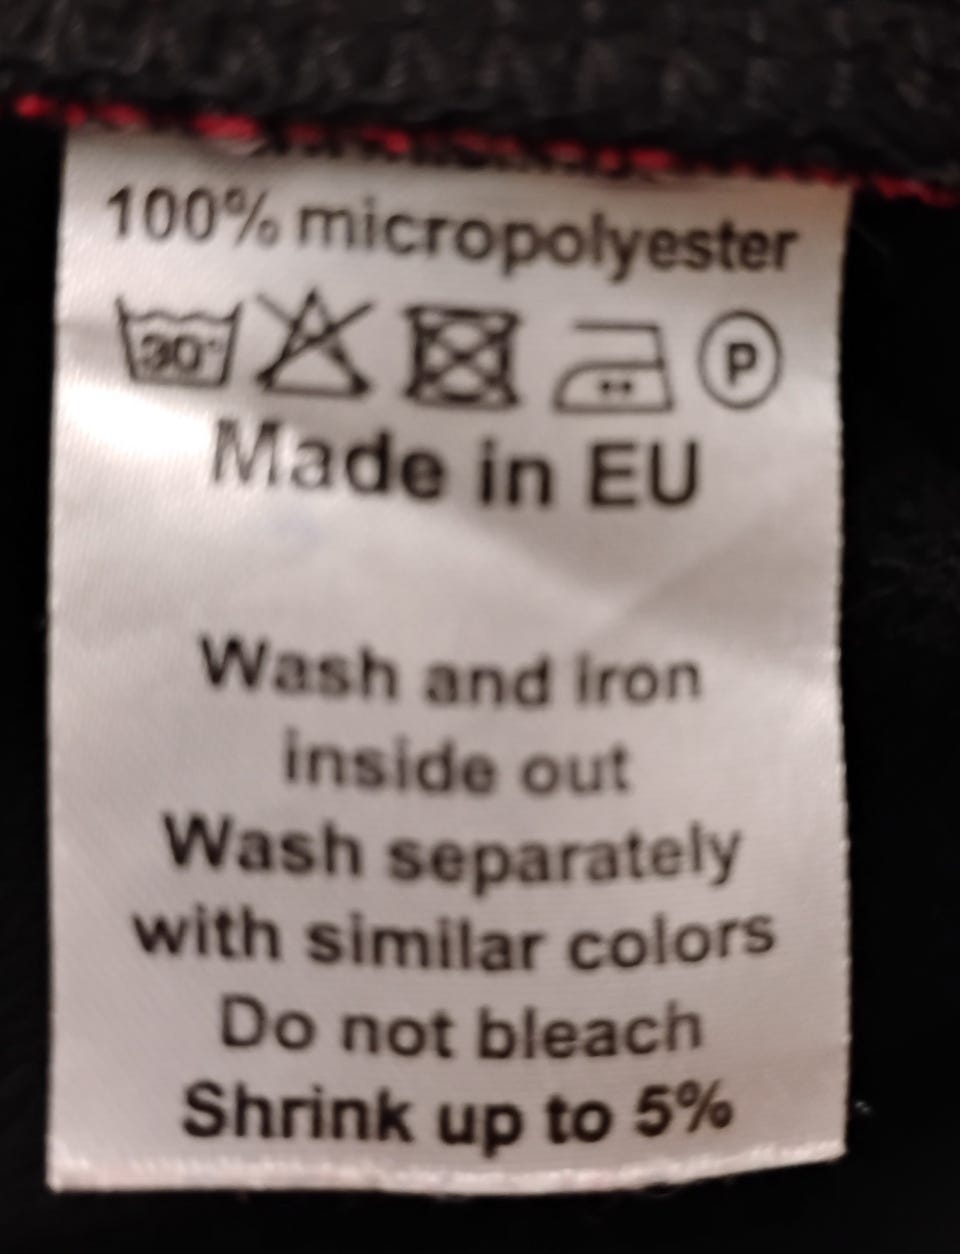 100% micropolyester
30° P
Made in EU
Wash and iron
inside out
Wash separately
with similar colors
Do not bleach
Shrink up to 5%